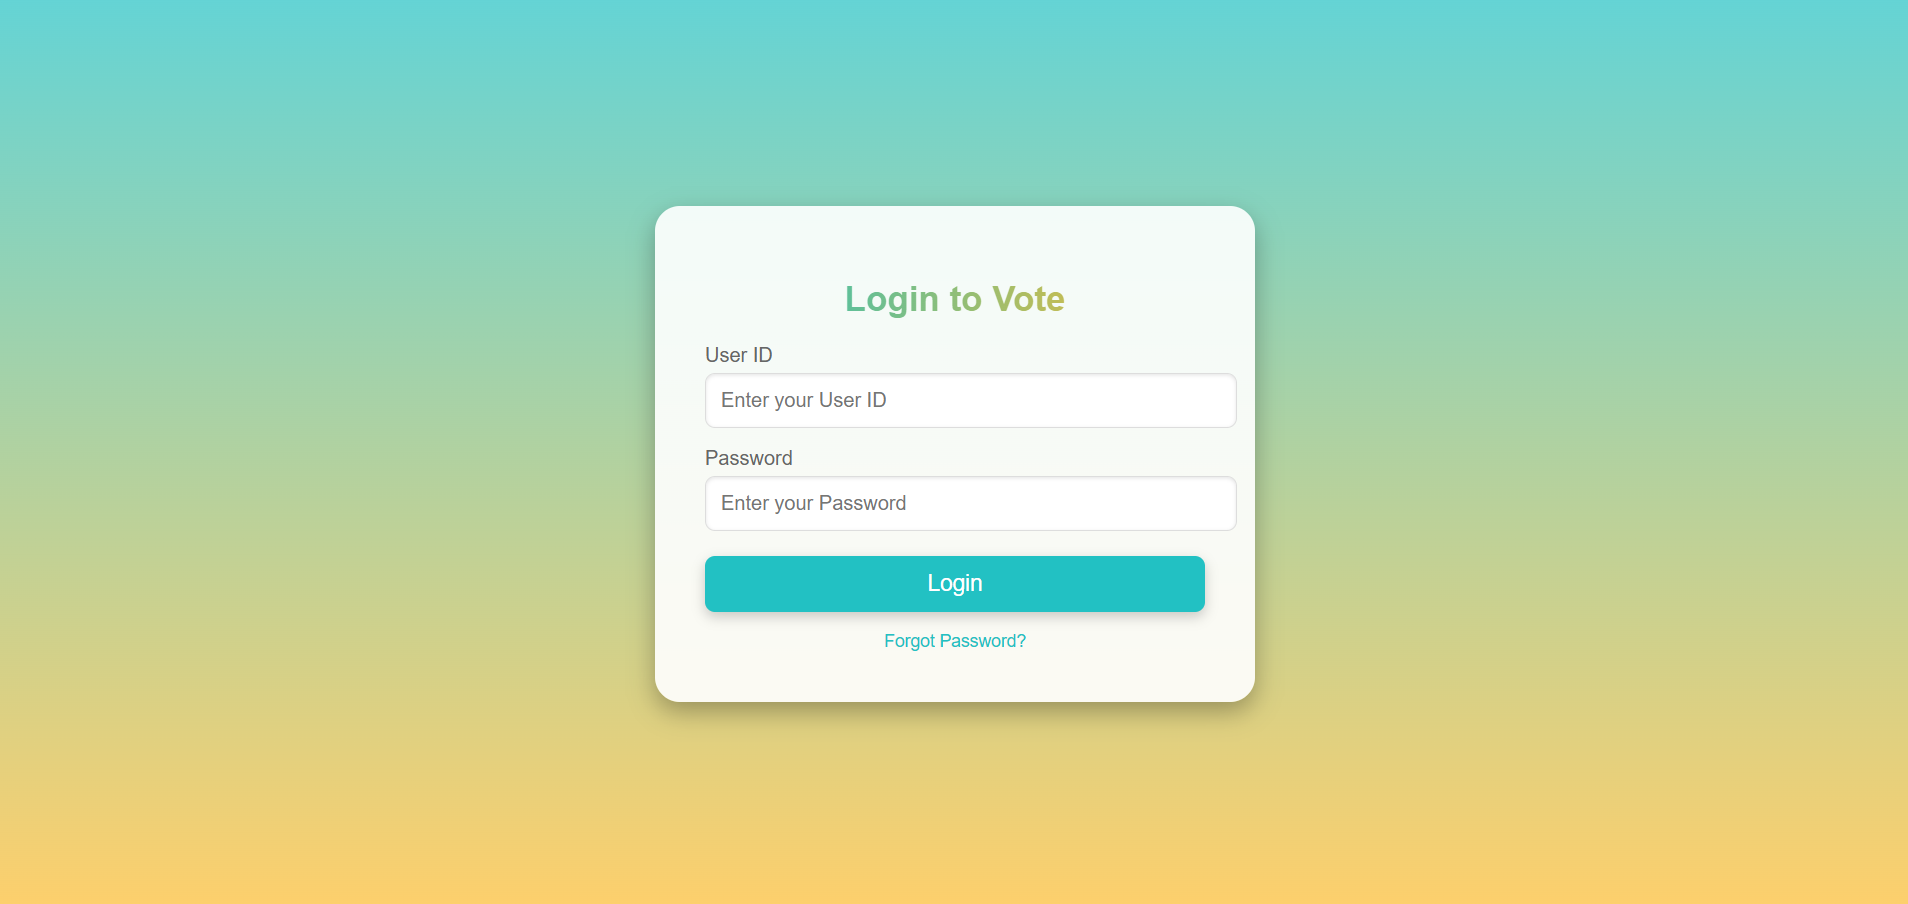 Login to Vote
User ID
Enter your User ID
Password
Enter your Password
Login
Forgot Password?